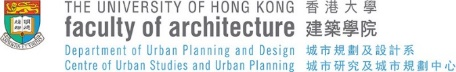 THE UNIVERSITY OF HONG KONG 香港大學
faculty of architecture 建築學院
Department of Urban Planning and Design 城市規劃及設計系
Centre of Urban Studies and Urban Planning 城市研究及城市規劃中心